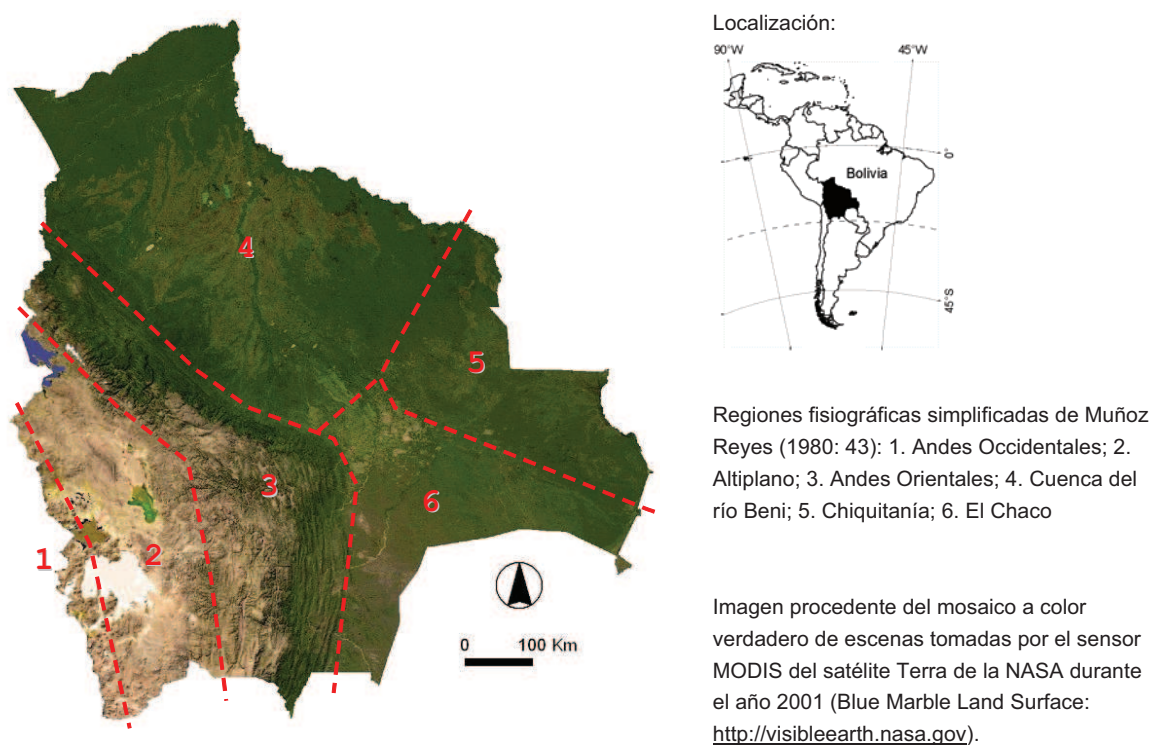 Localización:
90°W 45°W
Bolivia
0°
45°S
4
5
3
6
1 2
0 100 Km
Regiones fisiográficas simplificadas de Muñoz
Reyes (1980: 43): 1. Andes Occidentales; 2.
Altiplano; 3. Andes Orientales; 4. Cuenca del
río Beni; 5. Chiquitanía; 6. El Chaco
Imagen procedente del mosaico a color
verdadero de escenas tomadas por el sensor
MODIS del satélite Terra de la NASA durante
el año 2001 (Blue Marble Land Surface:
http://visibleearth.nasa.gov).